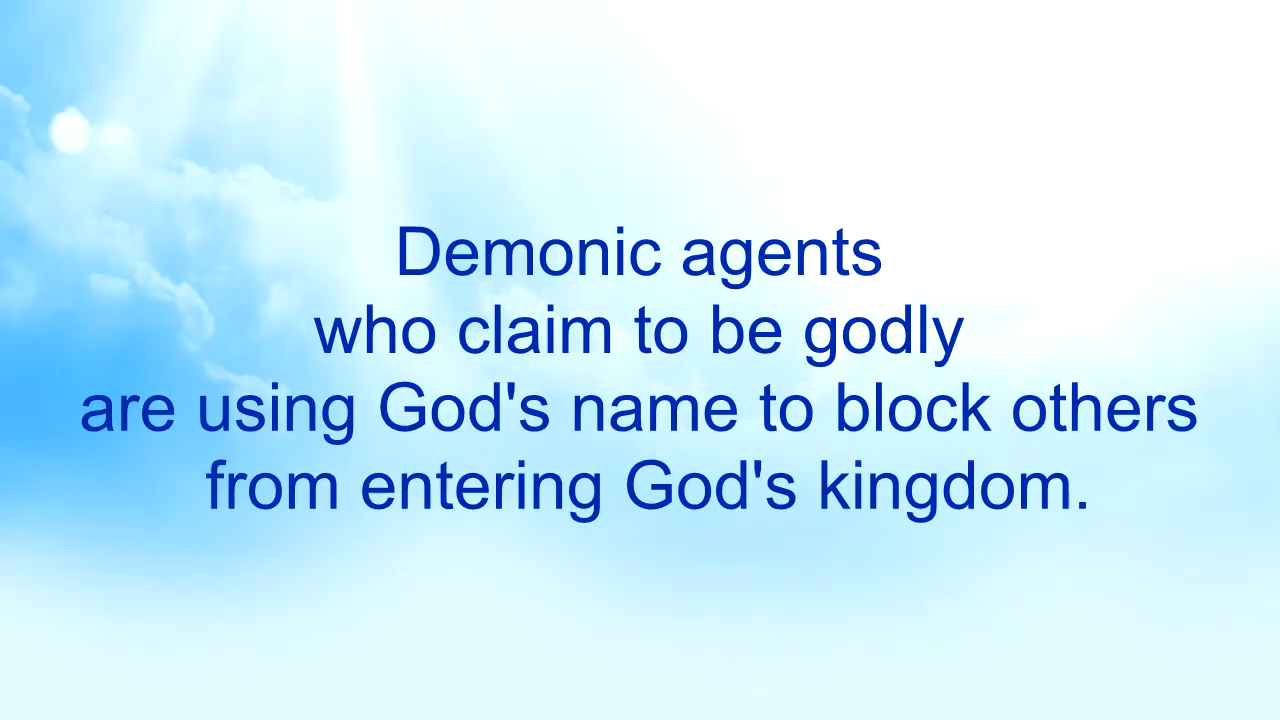 Demonic agents
who claim to be godly
are using God's name to block others
from entering God's kingdom.